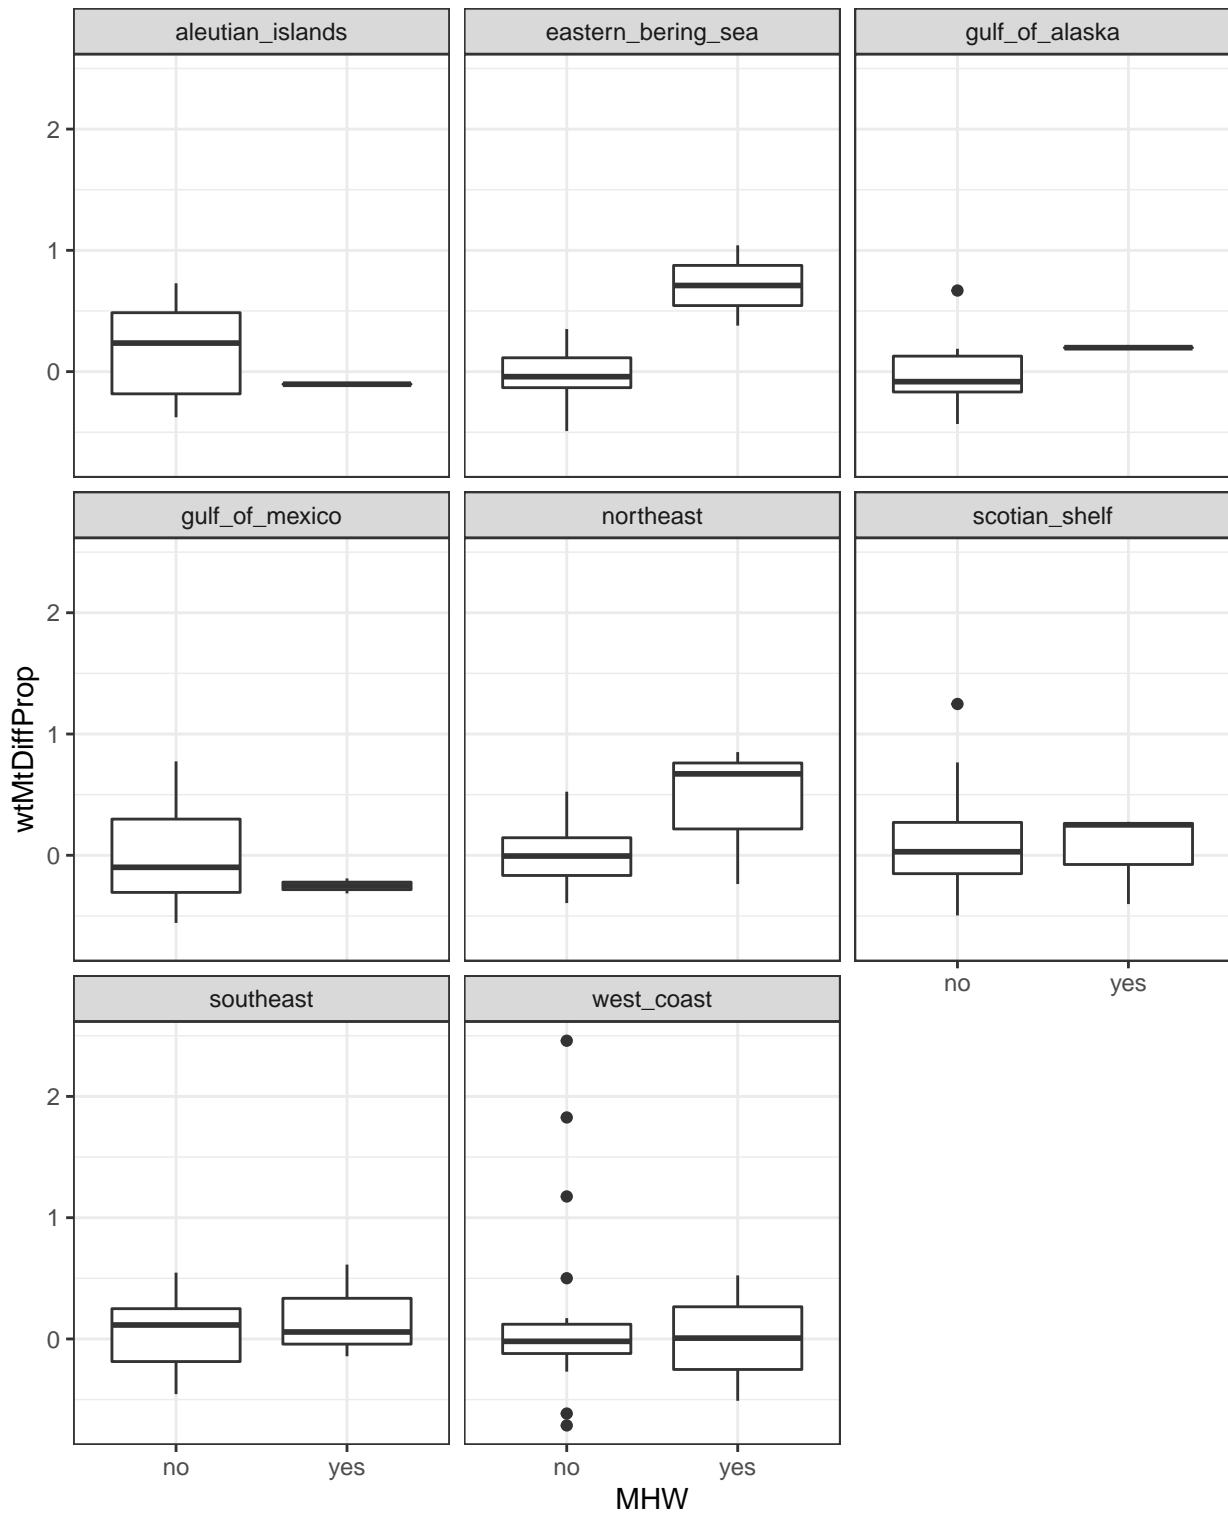 aleutian_islands eastern_bering_sea gulf_of_alaska
2
1
0
gulf_of_mexico northeast scotian_shelf
2
1
0
wtMtDiffProp
no yes
southeast west_coast
2
1
0
no yes no yes
MHW